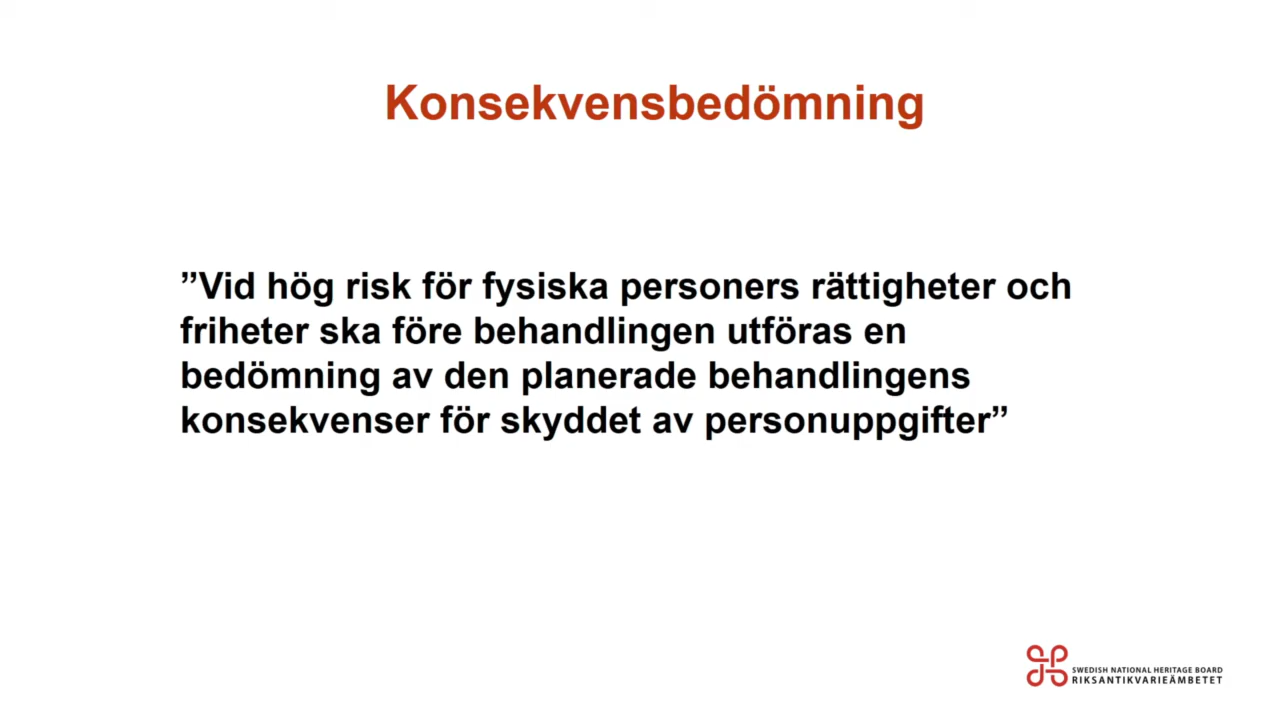 Konsekvensbedömning
”Vid hög risk för fysiska personers rättigheter och
friheter ska före behandlingen utföras en
bedömning av den planerade behandlingens
konsekvenser för skyddet av personuppgifter”
SWEDISH NATIONAL HERITAGE BOARD
RIKSANTIKVARIEÄMBETET